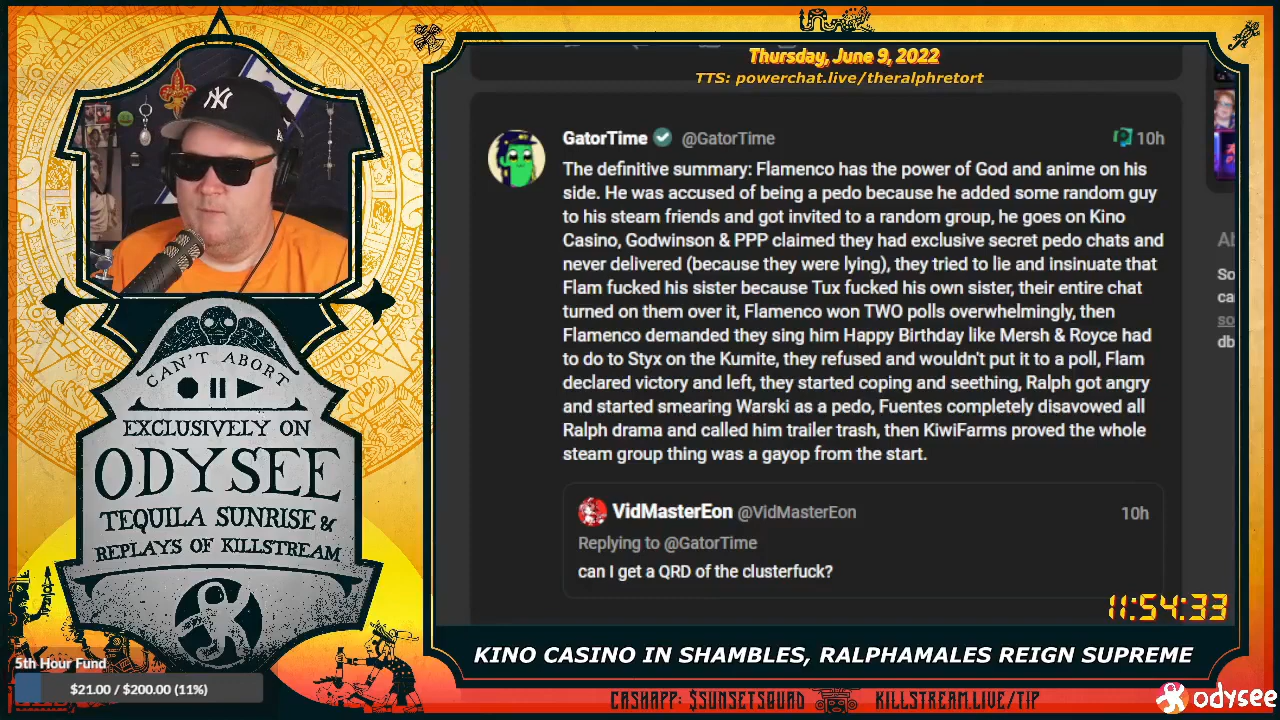 Thursday, June 9, 2022
TTS: powerchat.live/theralphretort
NY
GatorTime @GatorTime 10h
The definitive summary: Flamenco has the power of God and anime on his
side. He was accused of being a pedo because he added some random guy
to his steam friends and got invited to a random group, he goes on Kino
Casino, Godwinson & PPP claimed they had exclusive secret pedo chats and
never delivered (because they were lying), they tried to lie and insinuate that
Flam fucked his sister because Tux fucked his own sister, their entire chat
turned on them over it, Flamenco won TWO polls overwhelmingly, then
Flamenco demanded they sing him Happy Birthday like Mersh & Royce had
to do to Styx on the Kumite, they refused and wouldn't put it to a poll, Flam
declared victory and left, they started coping and seething, Ralph got angry
and started smearing Warski as a pedo, Fuentes completely disavowed all
Ralph drama and called him trailer trash, then KiwiFarms proved the whole
steam group thing was a gayop from the start.
VidMasterEon @VidMasterEon 10h
Replying to @GatorTime
can I get a QRD of the clusterfuck?
So
ca
so
db
CAN'T ABORT
EXCLUSIVELY ON
ODYSEE
TEQUILA SUNRISE &
REPLAYS OF KILLSTREAM
11:54:33
5th Hour Fund
$21.00 / $200.00 (11%)
KINO CASINO IN SHAMBLES, RALPHAMALES REIGN SUPREME
CASHAPP: $SUNSETSQUAD KILLSTREAM.LIVE/TIP
odysee